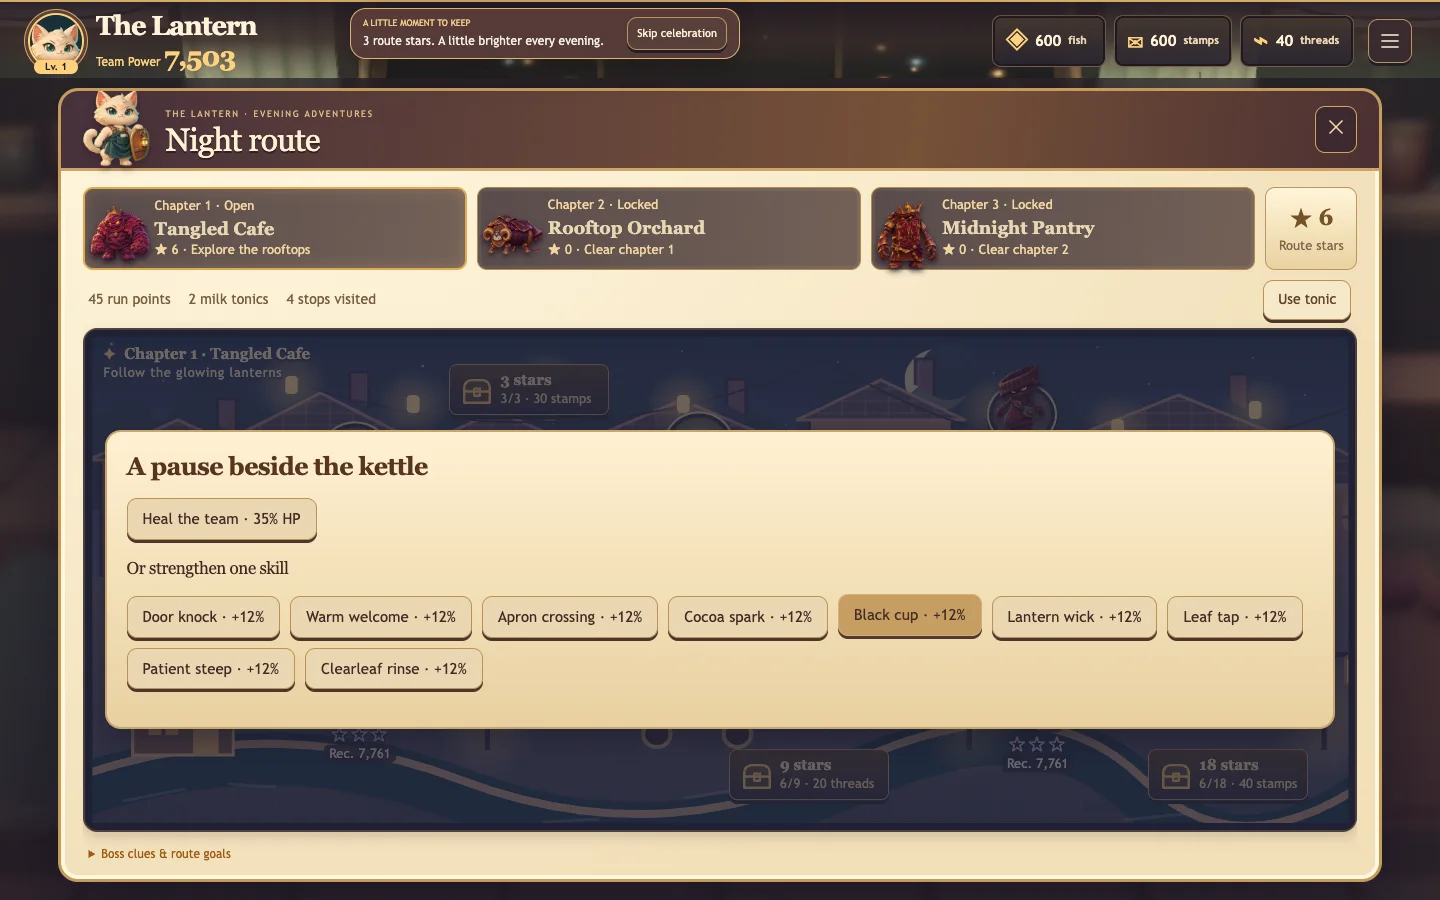 The Lantern
Team Power 7,503
Lv. 1
A LITTLE MOMENT TO KEEP
3 route stars. A little brighter every evening.
Skip celebration
600 fish
600 stamps
40 threads
THE LANTERN · EVENING ADVENTURES
Night route
Chapter 1 · Open
Tangled Cafe
★ 6 · Explore the rooftops
Chapter 2 · Locked
Rooftop Orchard
★ 0 · Clear chapter 1
Chapter 3 · Locked
Midnight Pantry
★ 0 · Clear chapter 2
★ 6
Route stars
45 run points 2 milk tonics 4 stops visited
Use tonic
Chapter 1 · Tangled Cafe
Follow the glowing lanterns
3 stars
3/3 · 30 stamps
A pause beside the kettle
Heal the team · 35% HP
Or strengthen one skill
Door knock · +12%
Warm welcome · +12%
Apron crossing · +12%
Cocoa spark · +12%
Black cup · +12%
Lantern wick · +12%
Leaf tap · +12%
Patient steep · +12%
Clearleaf rinse · +12%
Rec. 7,761
9 stars
6/9 · 20 threads
Rec. 7,761
18 stars
6/18 · 40 stamps
Boss clues & route goals